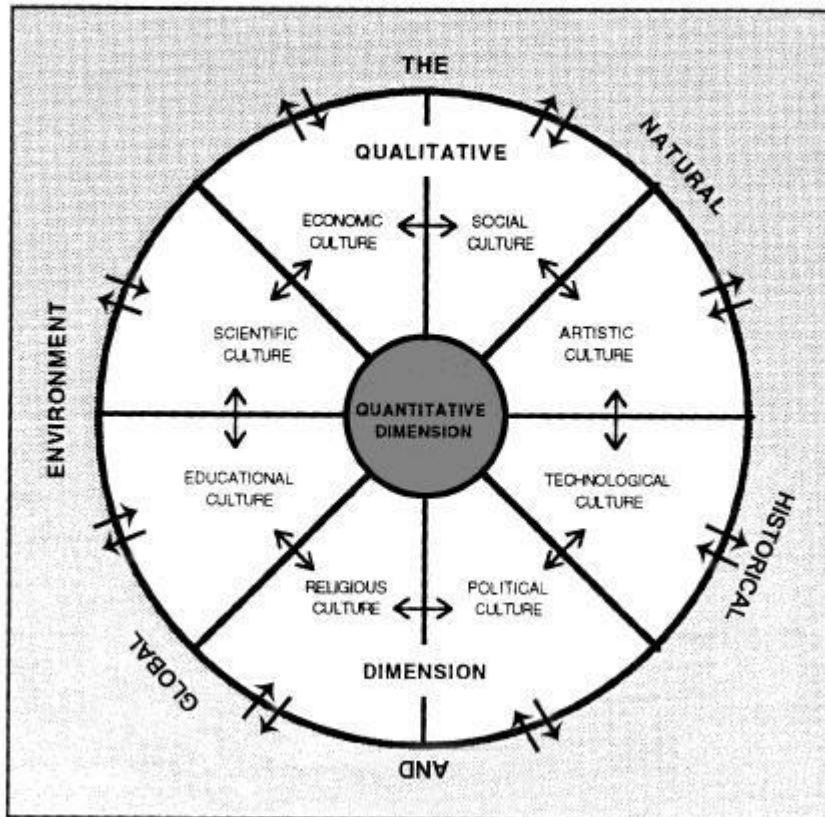 THE
NATURAL
HISTORICAL
AND
GLOBAL
ENVIRONMENT
QUALITATIVE
ECONOMIC
CULTURE
SOCIAL
CULTURE
SCIENTIFIC
CULTURE
ARTISTIC
CULTURE
QUANTITATIVE
DIMENSION
EDUCATIONAL
CULTURE
TECHNOLOGICAL
CULTURE
RELIGIOUS
CULTURE
POLITICAL
CULTURE
DIMENSION